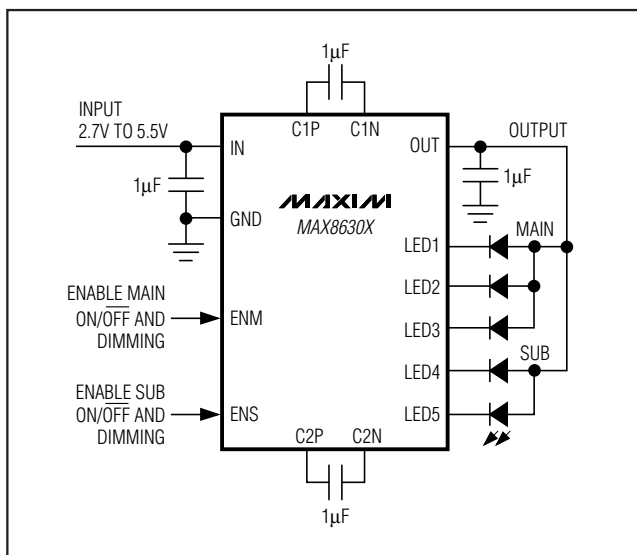 1μF
INPUT
2.7V TO 5.5V
C1P
C1N
IN
OUT
OUTPUT
1μF
1μF
MAXIM
MAX8630X
GND
MAIN
LED1
ENABLE MAIN
ON/OFF AND
DIMMING
LED2
ENM
LED3
SUB
LED4
ENABLE SUB
ON/OFF AND
DIMMING
ENS
LED5
C2P
C2N
1μF